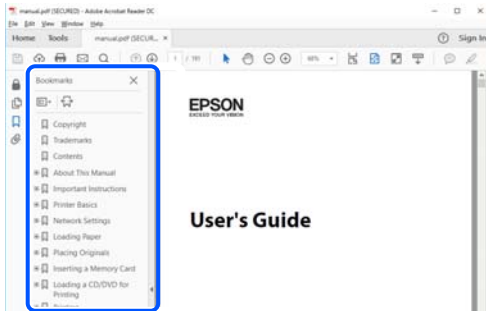 manual.pdf (SECURED) - Adobe Acrobat Reader DC
File Edit View Window Help
Home Tools manual.pdf (SECUR... × Sign In
1 / 191
Bookmarks ×
Copyright
Trademarks
Contents
About This Manual
Important Instructions
Printer Basics
Network Settings
Loading Paper
Placing Originals
Inserting a Memory Card
Loading a CD/DVD for
Printing
EPSON
EXCEED YOUR VISION
User's Guide